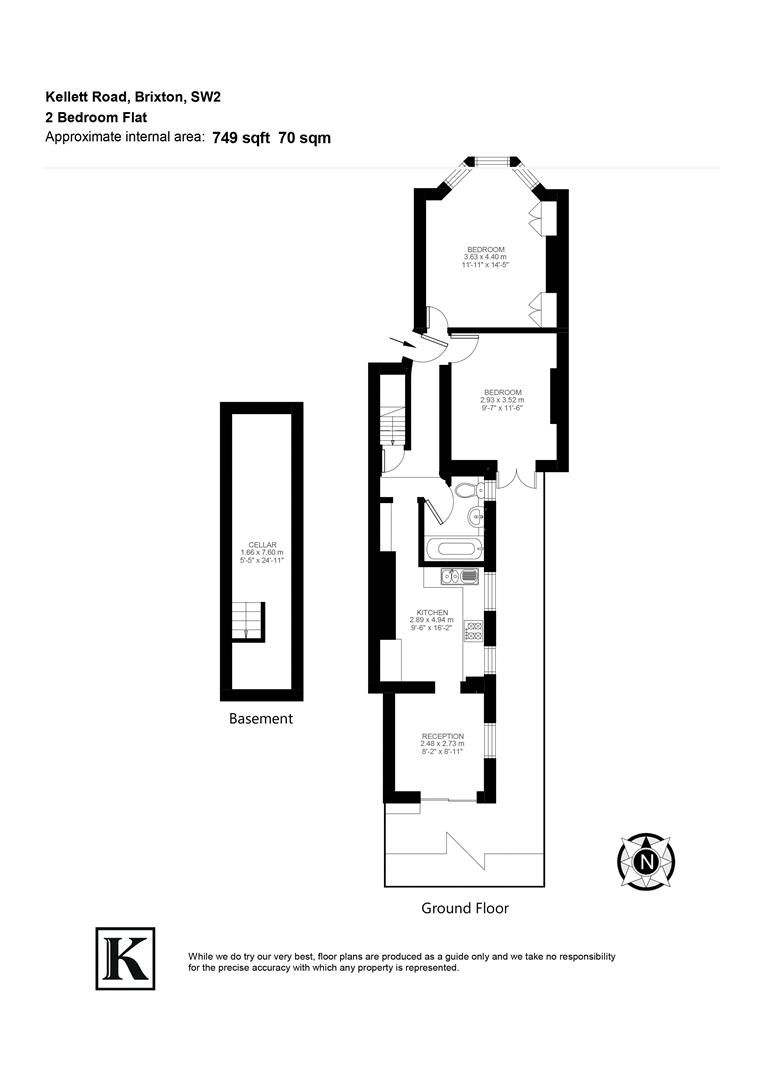 Kellett Road, Brixton, SW2
2 Bedroom Flat
Approximate internal area: 749 sqft 70 sqm
BEDROOM
3.63 x 4.40 m
11'-11" x 14'-5"
BEDROOM
2.93 x 3.52 m
9'-7" x 11'-6"
CELLAR
1.66 x 7.60 m
5'-5" x 24'-11"
KITCHEN
2.89 x 4.94 m
9'-6" x 16'-2"
Basement
RECEPTION
2.48 x 2.73 m
8'-2" x 8'-11"
N
Ground Floor
K
While we do try our very best, floor plans are produced as a guide only and we take no responsibility
for the precise accuracy with which any property is represented.